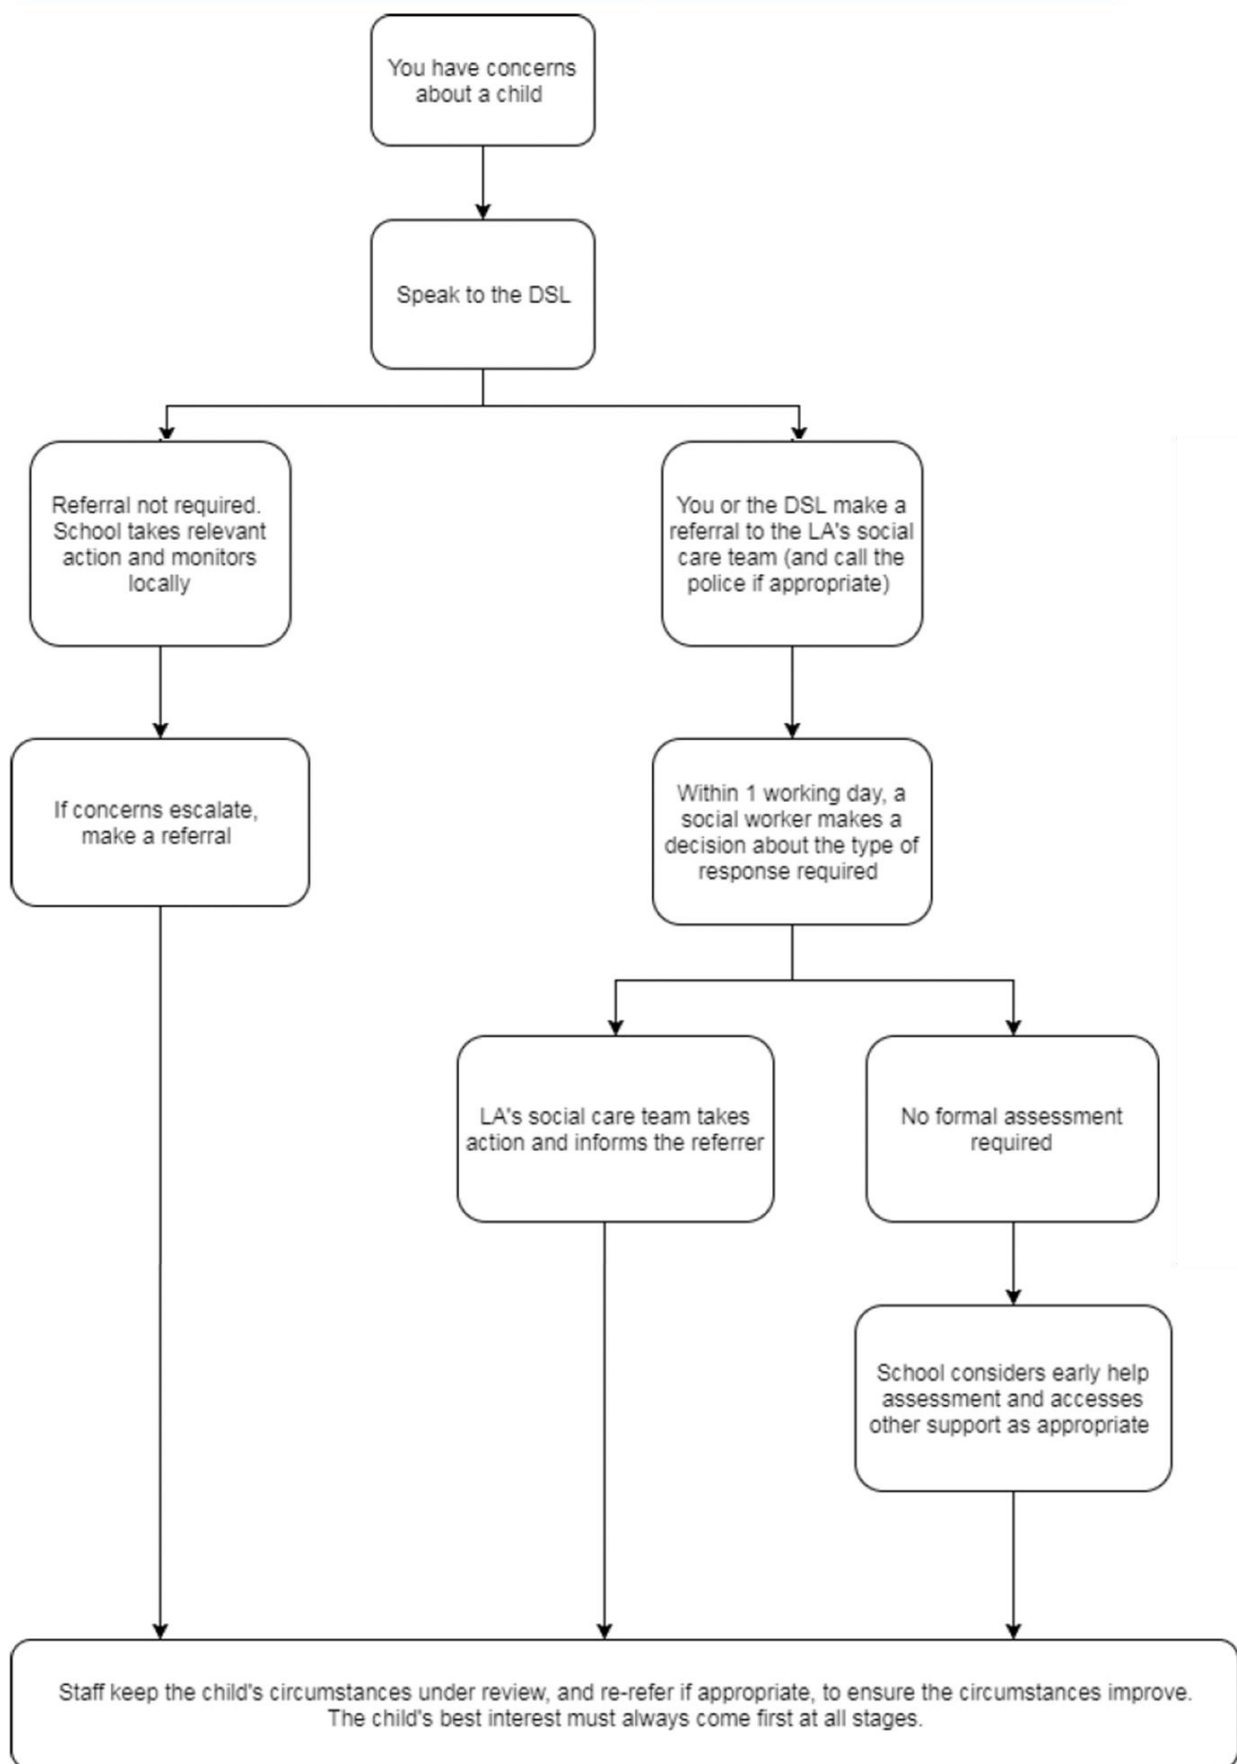 You have concerns
about a child
Speak to the DSL
Referral not required.
School takes relevant
action and monitors
locally
You or the DSL make a
referral to the LA's social
care team (and call the
police if appropriate)
If concerns escalate,
make a referral
Within 1 working day, a
social worker makes a
decision about the type of
response required
LA's social care team takes
action and informs the referrer
No formal assessment
required
School considers early help
assessment and accesses
other support as appropriate
Staff keep the child's circumstances under review, and re-refer if appropriate, to ensure the circumstances improve.
The child's best interest must always come first at all stages.